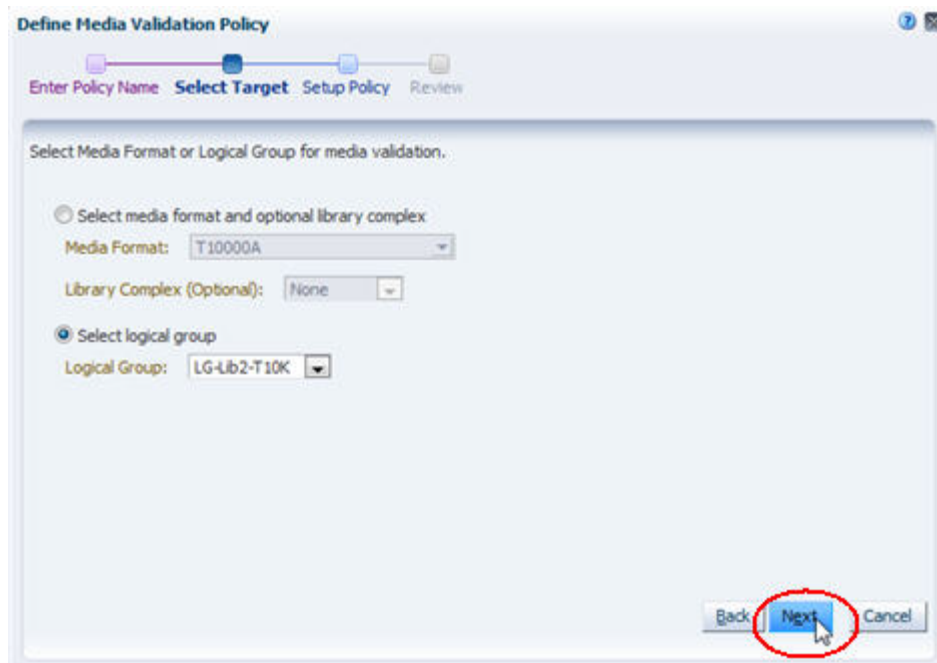 Define Media Validation Policy
Enter Policy Name Select Target Setup Policy Review
Select Media Format or Logical Group for media validation.
Select media format and optional library complex
Media Format: T10000A
Library Complex (Optional): None
Select logical group
Logical Group: LG-Lib2-T10K
Back Next Cancel